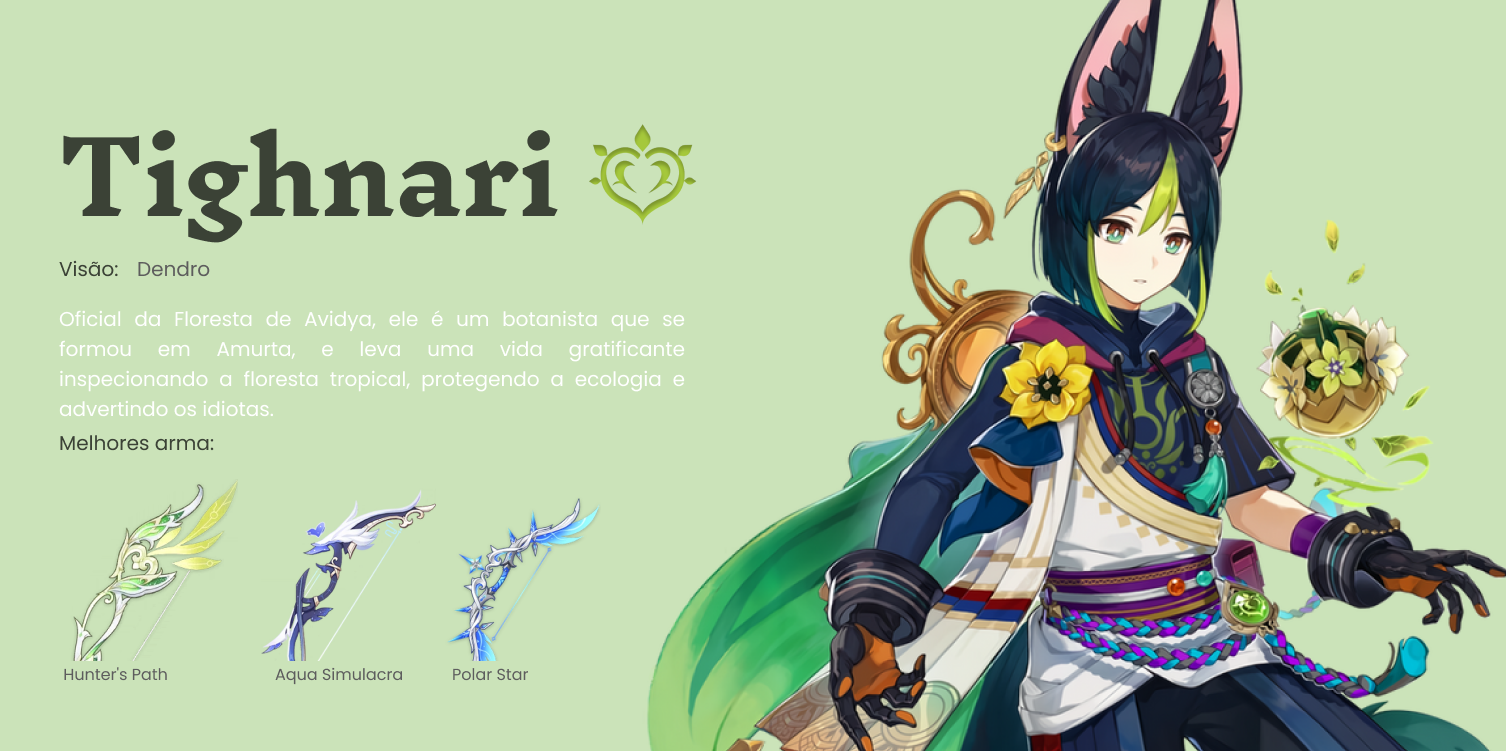 Tighnari
Visão: Dendro
Oficial da Floresta de Avidya, ele é um botanista que se
formou em Amurta, e leva uma vida gratificante
inspecionando a floresta tropical, protegendo a ecologia e
advertindo os idiotas.
Melhores arma:
Hunter's Path Aqua Simulacra Polar Star